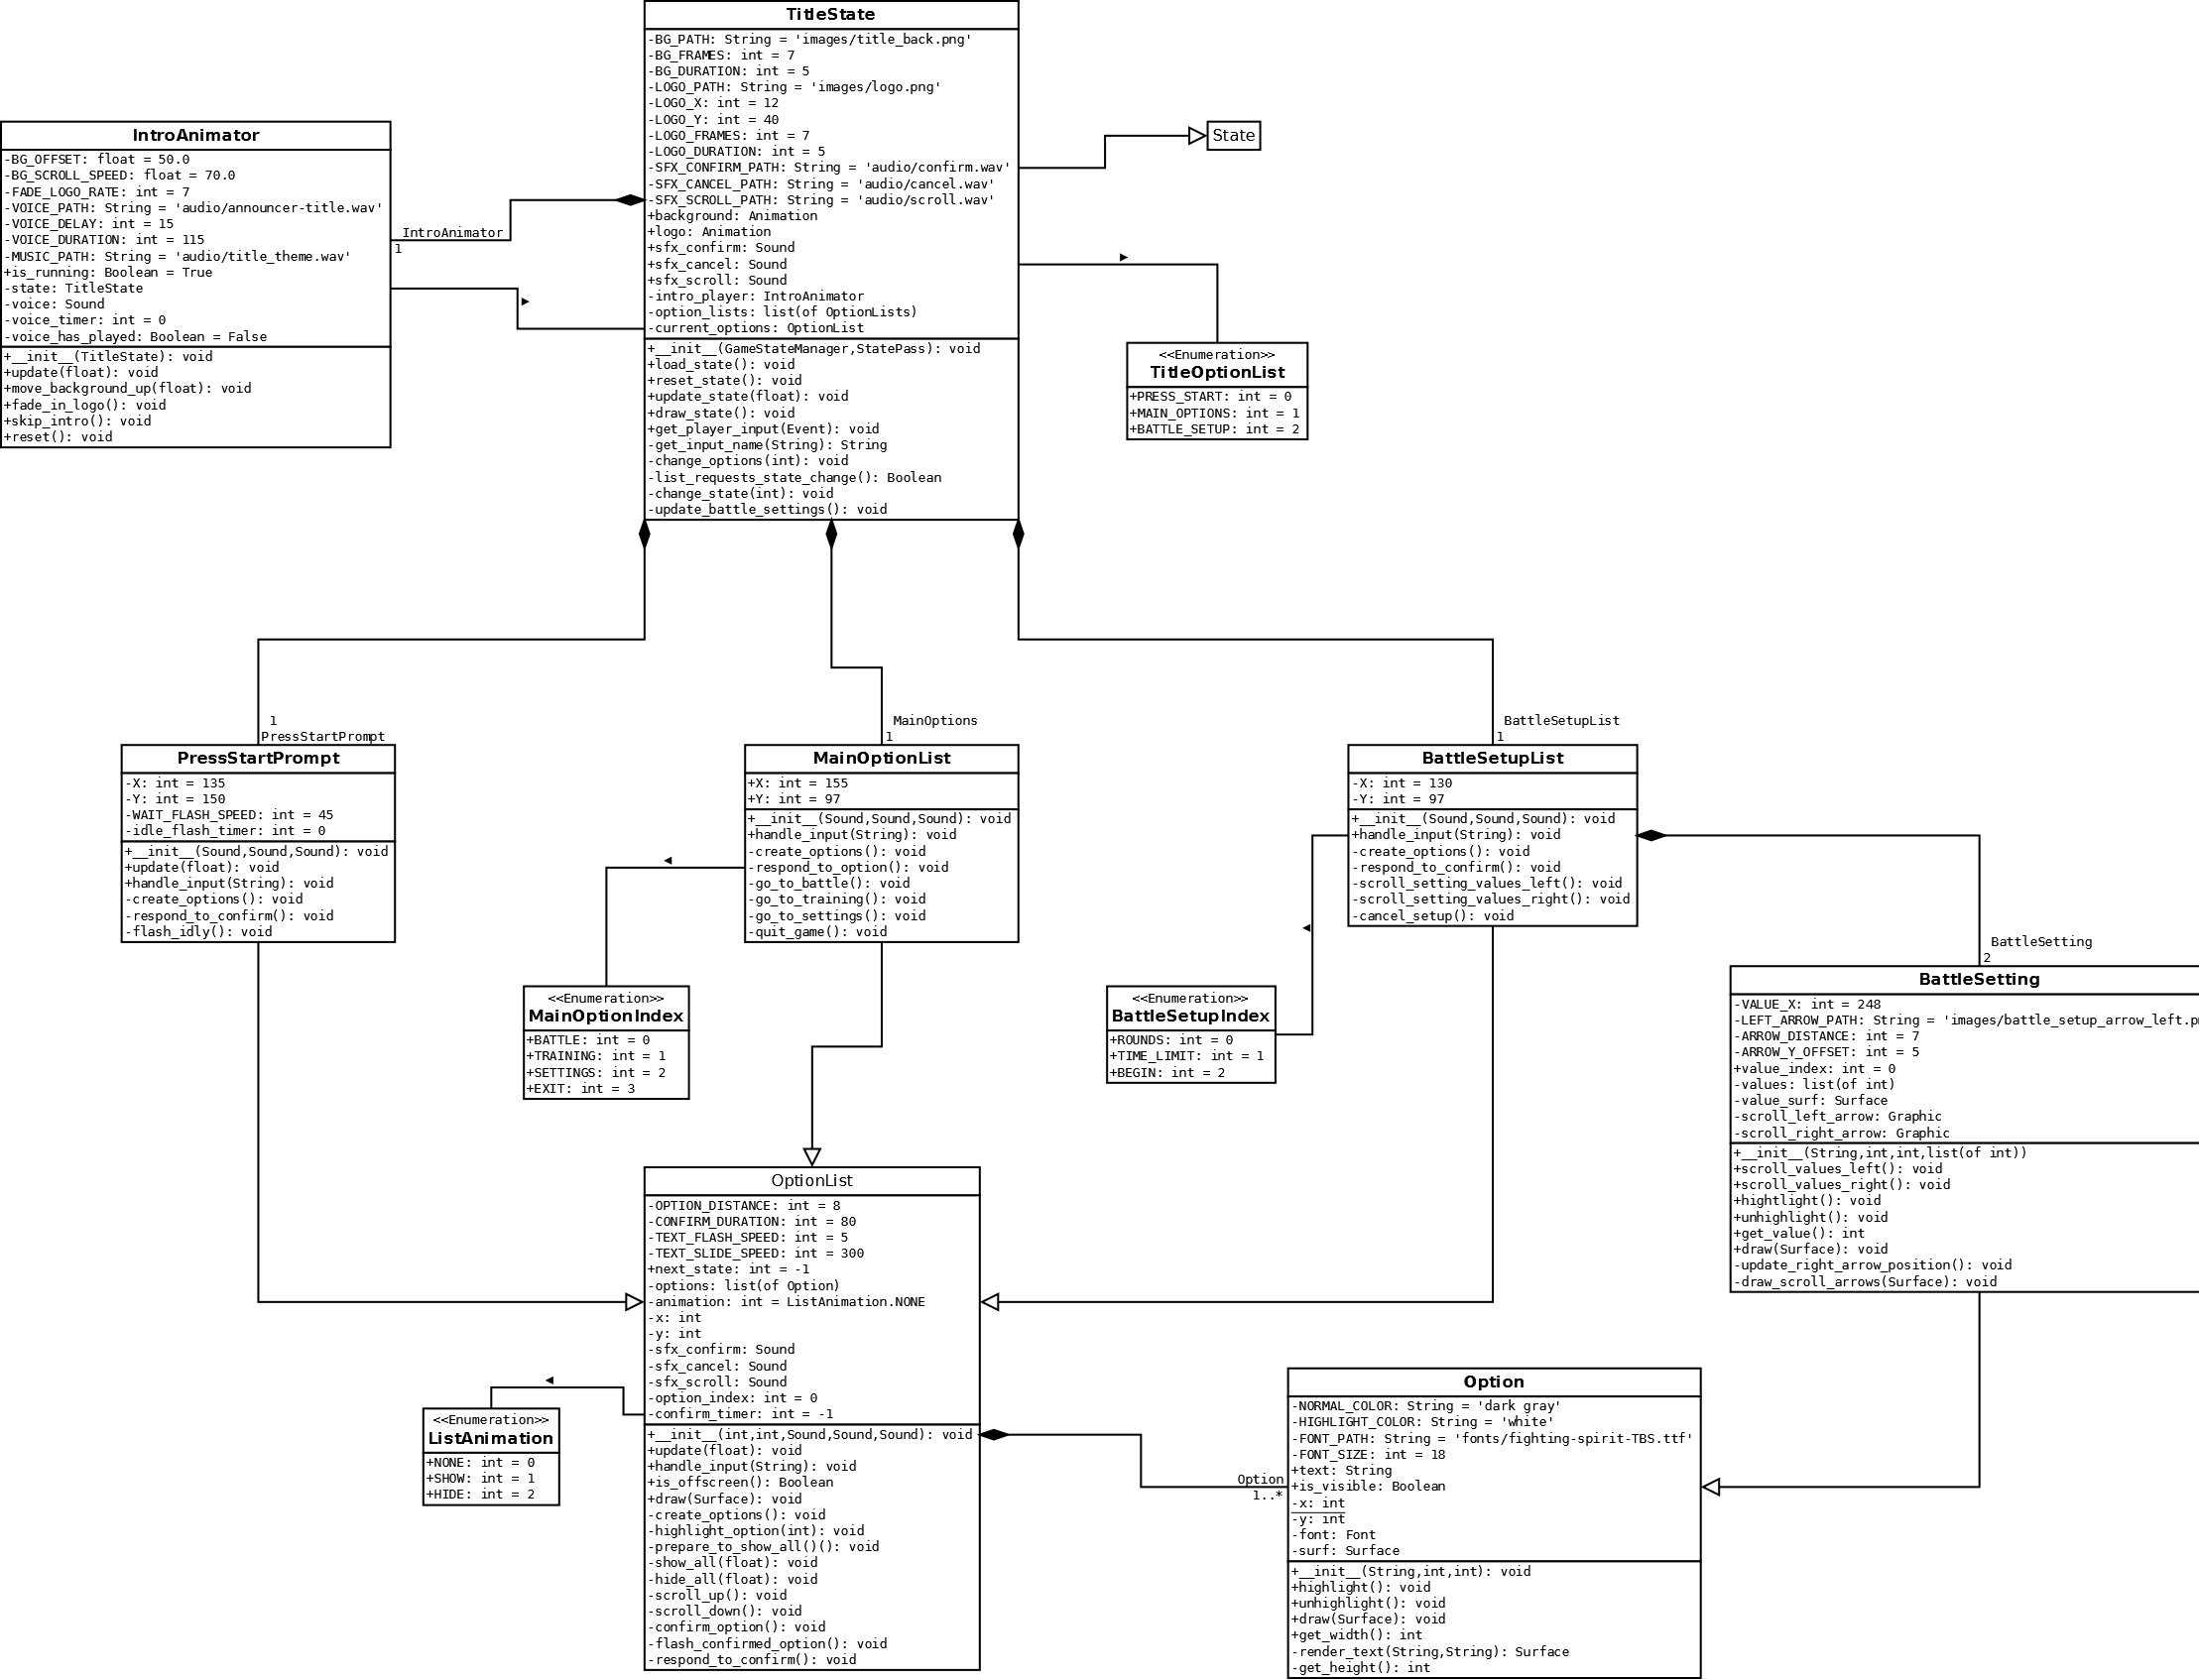 TitleState
-BG_PATH: String = 'images/title_back.png'
-BG_FRAMES: int = 7
-BG_DURATION: int = 5
-LOGO_PATH: String = 'images/logo.png'
-LOGO_X: int = 12
-LOGO_Y: int = 40
-LOGO_FRAMES: int = 7
-LOGO_DURATION: int = 5
-SFX_CONFIRM_PATH: String = 'audio/confirm.wav'
-SFX_CANCEL_PATH: String = 'audio/cancel.wav'
-SFX_SCROLL_PATH: String = 'audio/scroll.wav'
+background: Animation
+logo: Animation
+sfx_confirm: Sound
+sfx_cancel: Sound
+sfx_scroll: Sound
-intro_player: IntroAnimator
-option_lists: list(of OptionLists)
-current_options: OptionList
+__init__(GameStateManager,StatePass): void
+load_state(): void
+reset_state(): void
+update_state(float): void
+draw_state(): void
+get_player_input(Event): void
-get_input_name(String): String
-change_options(int): void
-list_requests_state_change(): Boolean
-change_state(int): void
-update_battle_settings(): void
IntroAnimator
-BG_OFFSET: float = 50.0
-BG_SCROLL_SPEED: float = 70.0
-FADE_LOGO_RATE: int = 7
-VOICE_PATH: String = 'audio/announcer-title.wav'
-VOICE_DELAY: int = 15
-VOICE_DURATION: int = 115
-MUSIC_PATH: String = 'audio/title_theme.wav'
+is_running: Boolean = True
-state: TitleState
-voice: Sound
-voice_timer: int = 0
-voice_has_played: Boolean = False
+__init__(TitleState): void
+update(float): void
+move_background_up(float): void
+fade_in_logo(): void
+skip_intro(): void
+reset(): void
IntroAnimator
1
State
<<Enumeration>>
TitleOptionList
+PRESS_START: int = 0
+MAIN_OPTIONS: int = 1
+BATTLE_SETUP: int = 2
1
PressStartPrompt
PressStartPrompt
-X: int = 135
-Y: int = 150
-WAIT_FLASH_SPEED: int = 45
-idle_flash_timer: int = 0
+__init__(Sound,Sound,Sound): void
+update(float): void
+handle_input(String): void
-create_options(): void
-respond_to_confirm(): void
-flash_idly(): void
MainOptions
1
MainOptionList
+X: int = 155
+Y: int = 97
+__init__(Sound,Sound,Sound): void
+handle_input(String): void
-create_options(): void
-respond_to_option(): void
-go_to_battle(): void
-go_to_training(): void
-go_to_settings(): void
-quit_game(): void
BattleSetupList
1
BattleSetupList
-X: int = 130
-Y: int = 97
+__init__(Sound,Sound,Sound): void
+handle_input(String): void
-create_options(): void
-respond_to_confirm(): void
-scroll_setting_values_left(): void
-scroll_setting_values_right(): void
-cancel_setup(): void
<<Enumeration>>
MainOptionIndex
+BATTLE: int = 0
+TRAINING: int = 1
+SETTINGS: int = 2
+EXIT: int = 3
<<Enumeration>>
BattleSetupIndex
+ROUNDS: int = 0
+TIME_LIMIT: int = 1
+BEGIN: int = 2
BattleSetting
2
BattleSetting
-VALUE_X: int = 248
-LEFT_ARROW_PATH: String = 'images/battle_setup_arrow_left.p
-ARROW_DISTANCE: int = 7
-ARROW_Y_OFFSET: int = 5
+value_index: int = 0
-values: list(of int)
-value_surf: Surface
-scroll_left_arrow: Graphic
-scroll_right_arrow: Graphic
+__init__(String,int,int,list(of int))
+scroll_values_left(): void
+scroll_values_right(): void
+hightlight(): void
+unhighlight(): void
+get_value(): int
+draw(Surface): void
-update_right_arrow_position(): void
-draw_scroll_arrows(Surface): void
OptionList
-OPTION_DISTANCE: int = 8
-CONFIRM_DURATION: int = 80
-TEXT_FLASH_SPEED: int = 5
-TEXT_SLIDE_SPEED: int = 300
+next_state: int = -1
-options: list(of Option)
-animation: int = ListAnimation.NONE
-x: int
-y: int
-sfx_confirm: Sound
-sfx_cancel: Sound
-sfx_scroll: Sound
-option_index: int = 0
-confirm_timer: int = -1
+__init__(int,int,Sound,Sound,Sound): void
+update(float): void
+handle_input(String): void
+is_offscreen(): Boolean
+draw(Surface): void
-create_options(): void
-highlight_option(int): void
-prepare_to_show_all()(): void
-show_all(float): void
-hide_all(float): void
-scroll_up(): void
-scroll_down(): void
-confirm_option(): void
-flash_confirmed_option(): void
-respond_to_confirm(): void
<<Enumeration>>
ListAnimation
+NONE: int = 0
+SHOW: int = 1
+HIDE: int = 2
Option
1..*
Option
-NORMAL_COLOR: String = 'dark gray'
-HIGHLIGHT_COLOR: String = 'white'
-FONT_PATH: String = 'fonts/fighting-spirit-TBS.ttf'
-FONT_SIZE: int = 18
+text: String
+is_visible: Boolean
-x: int
-y: int
-font: Font
-surf: Surface
+__init__(String,int,int): void
+highlight(): void
+unhighlight(): void
+draw(Surface): void
+get_width(): int
-render_text(String,String): Surface
-get_height(): int